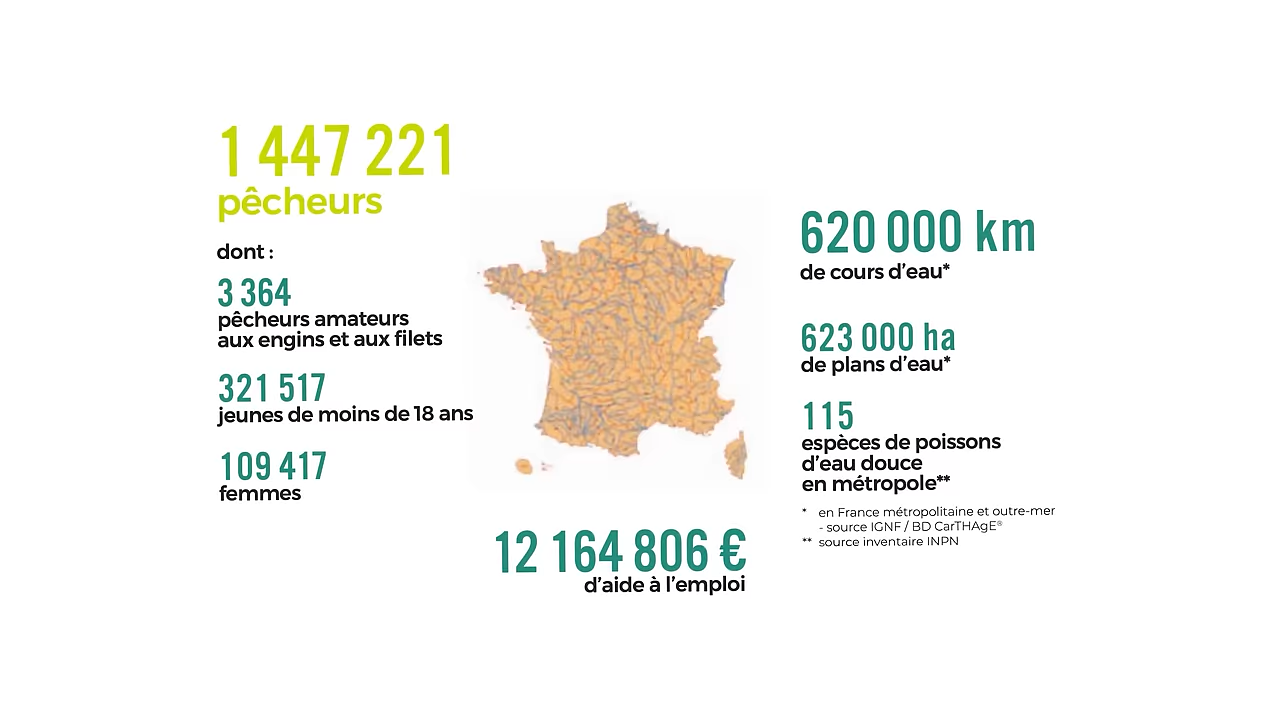 1 447 221
pêcheurs
dont :
3 364
pêcheurs amateurs
aux engins et aux filets
321 517
jeunes de moins de 18 ans
109 417
femmes
12 164 806 €
d’aide à l’emploi
620 000 km
de cours d’eau*
623 000 ha
de plans d’eau*
115
espèces de poissons
d’eau douce
en métropole**
* en France métropolitaine et outre-mer
- source IGNF / BD CarTHAgE®
** source inventaire INPN